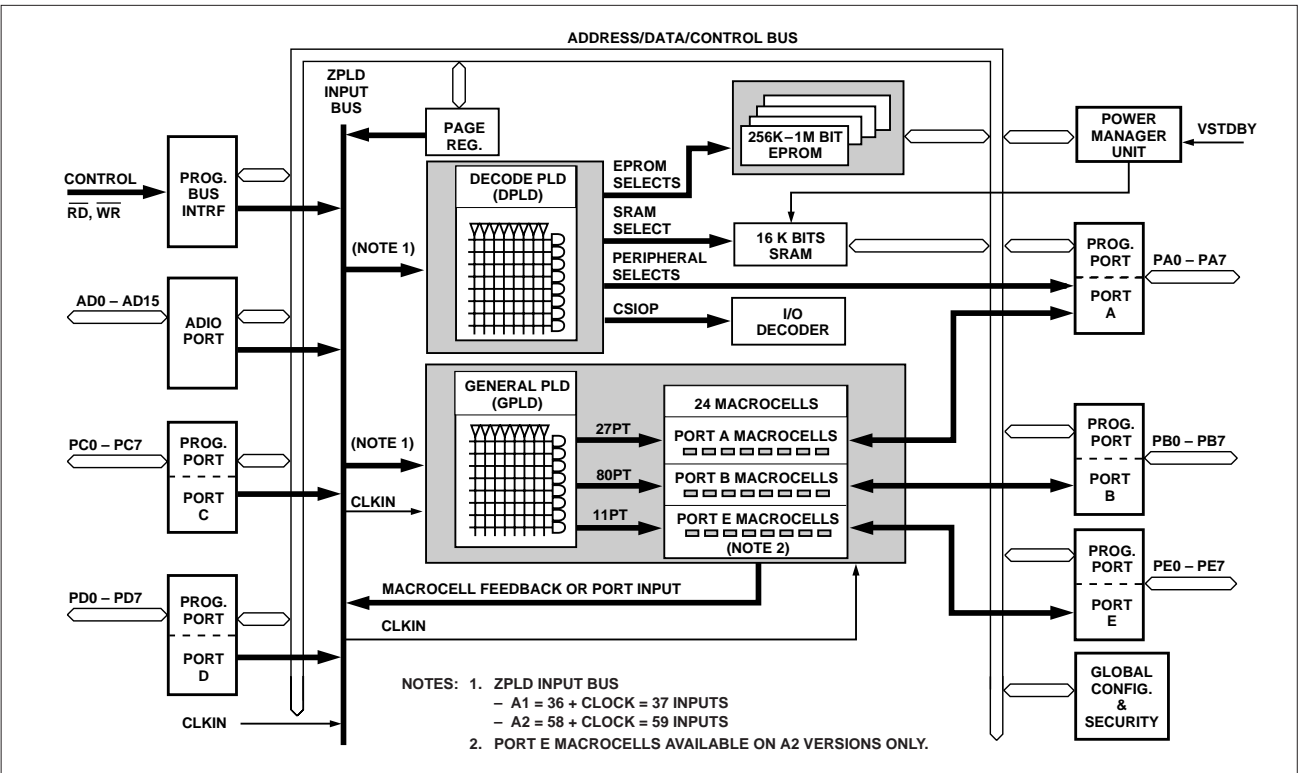 ADDRESS/DATA/CONTROL BUS
ZPLD
INPUT
BUS
PAGE
REG.
256K–1M BIT
EPROM
POWER
MANAGER
UNIT
VSTDBY
CONTROL
RD, WR
PROG.
BUS
INTRF
DECODE PLD
(DPLD)
EPROM
SELECTS
SRAM
SELECT
PERIPHERAL
SELECTS
CSIOP
16 K BITS
SRAM
I/O
DECODER
PROG.
PORT
PORT
A
PA0 – PA7
(NOTE 1)
AD0 – AD15
ADIO
PORT
GENERAL PLD
(GPLD)
27PT
80PT
11PT
24 MACROCELLS
PORT A MACROCELLS
PORT B MACROCELLS
PORT E MACROCELLS
(NOTE 2)
PC0 – PC7
PROG.
PORT
PORT
C
(NOTE 1)
CLKIN
PROG.
PORT
PORT
B
PB0 – PB7
PROG.
PORT
PORT
E
PE0 – PE7
MACROCELL FEEDBACK OR PORT INPUT
CLKIN
PD0 – PD7
PROG.
PORT
PORT
D
CLKIN
GLOBAL
CONFIG.
&
SECURITY
NOTES: 1. ZPLD INPUT BUS
– A1 = 36 + CLOCK = 37 INPUTS
– A2 = 58 + CLOCK = 59 INPUTS
2. PORT E MACROCELLS AVAILABLE ON A2 VERSIONS ONLY.